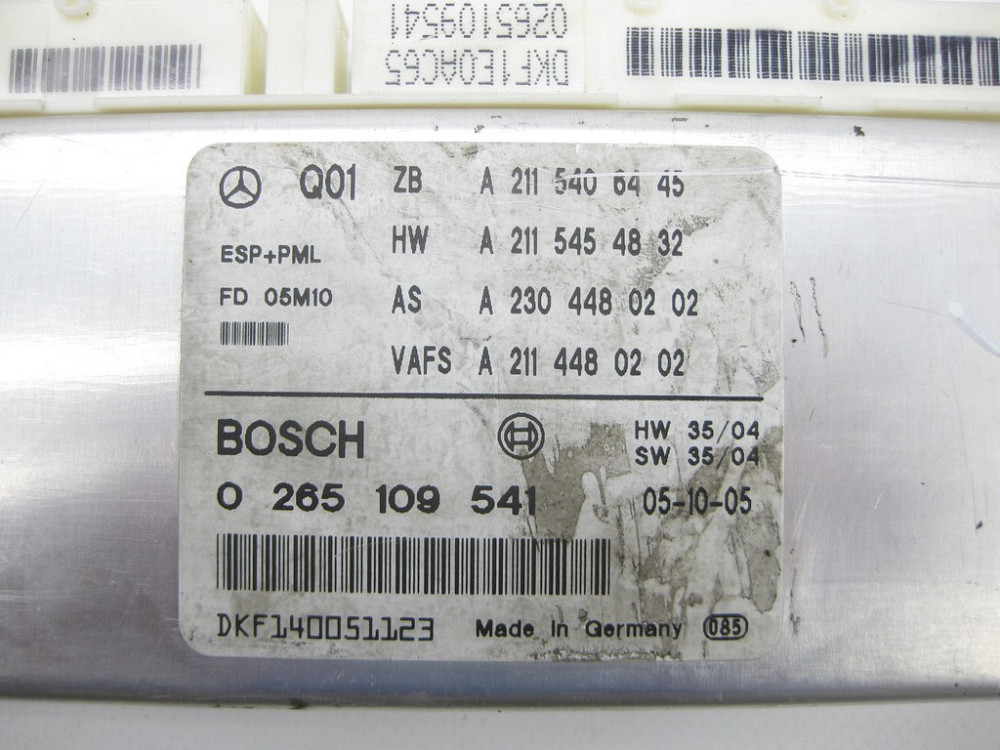 0265109541
DKF1E0AC65
Q01 ZB A 211 540 64 45
ESP+PML HW A 211 545 48 32
FD 05M10 AS A 230 448 02 02
VAFS A 211 448 02 02
BOSCH HW 35/04
SW 35/04
0 265 109 541 05-10-05
DKF140051123 Made in Germany 085